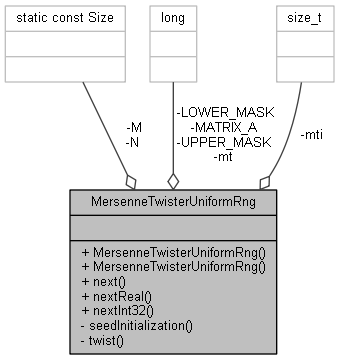 static const Size
long
size_t
-M
-N
-LOWER_MASK
-MATRIX_A
-UPPER_MASK
-mt
-mti
MersenneTwisterUniformRng
+ MersenneTwisterUniformRng()
+ MersenneTwisterUniformRng()
+ next()
+ nextReal()
+ nextInt32()
- seedInitialization()
- twist()